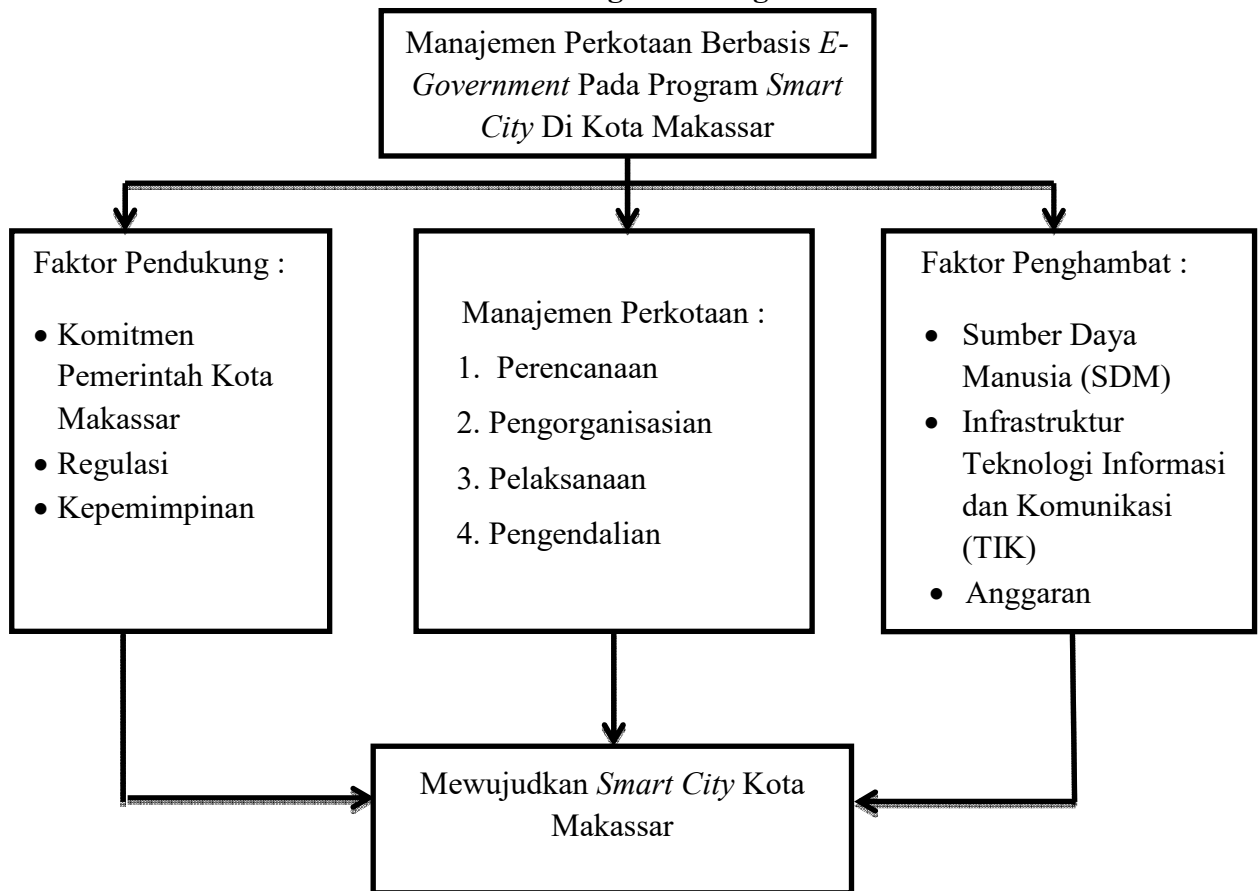 Manajemen Perkotaan Berbasis E-
Government Pada Program Smart
City Di Kota Makassar
Faktor Pendukung :
• Komitmen
Pemerintah Kota
Makassar
• Regulasi
• Kepemimpinan
Manajemen Perkotaan :
1. Perencanaan
2. Pengorganisasian
3. Pelaksanaan
4. Pengendalian
Faktor Penghambat :
• Sumber Daya
Manusia (SDM)
• Infrastruktur
Teknologi Informasi
dan Komunikasi
(TIK)
• Anggaran
Mewujudkan Smart City Kota
Makassar